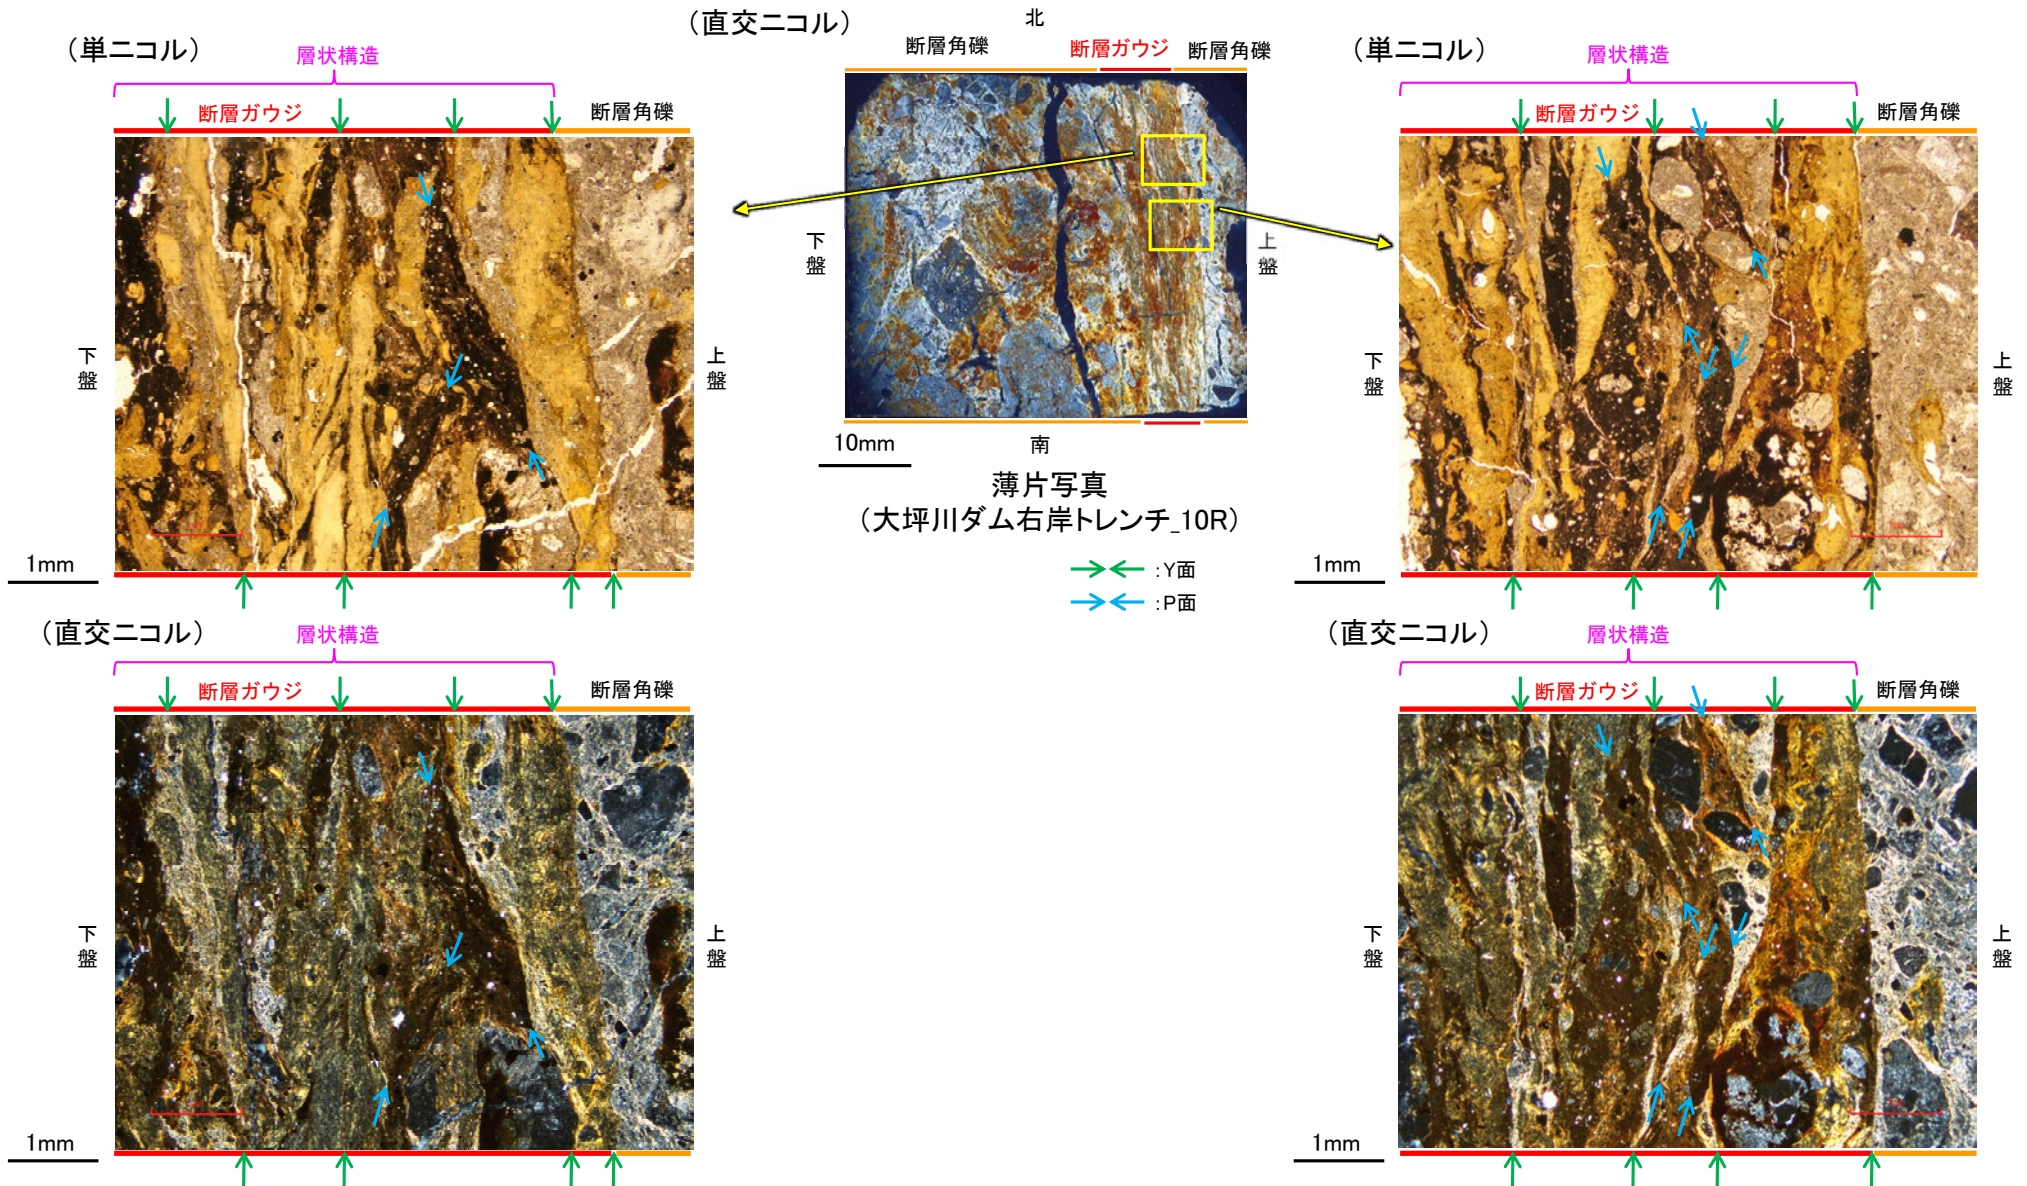 （直交ニコル）
北
断層角礫
断層ガウジ
断層角礫
下盤
上盤
10mm
南
薄片写真
（大坪川ダム右岸トレンチ_10R）
:Y面
:P面
（単ニコル）
層状構造
断層ガウジ
断層角礫
下盤
上盤
1mm
（直交ニコル）
層状構造
断層ガウジ
断層角礫
下盤
上盤
1mm
（単ニコル）
層状構造
断層ガウジ
断層角礫
下盤
上盤
1mm
（直交ニコル）
層状構造
断層ガウジ
断層角礫
下盤
上盤
1mm